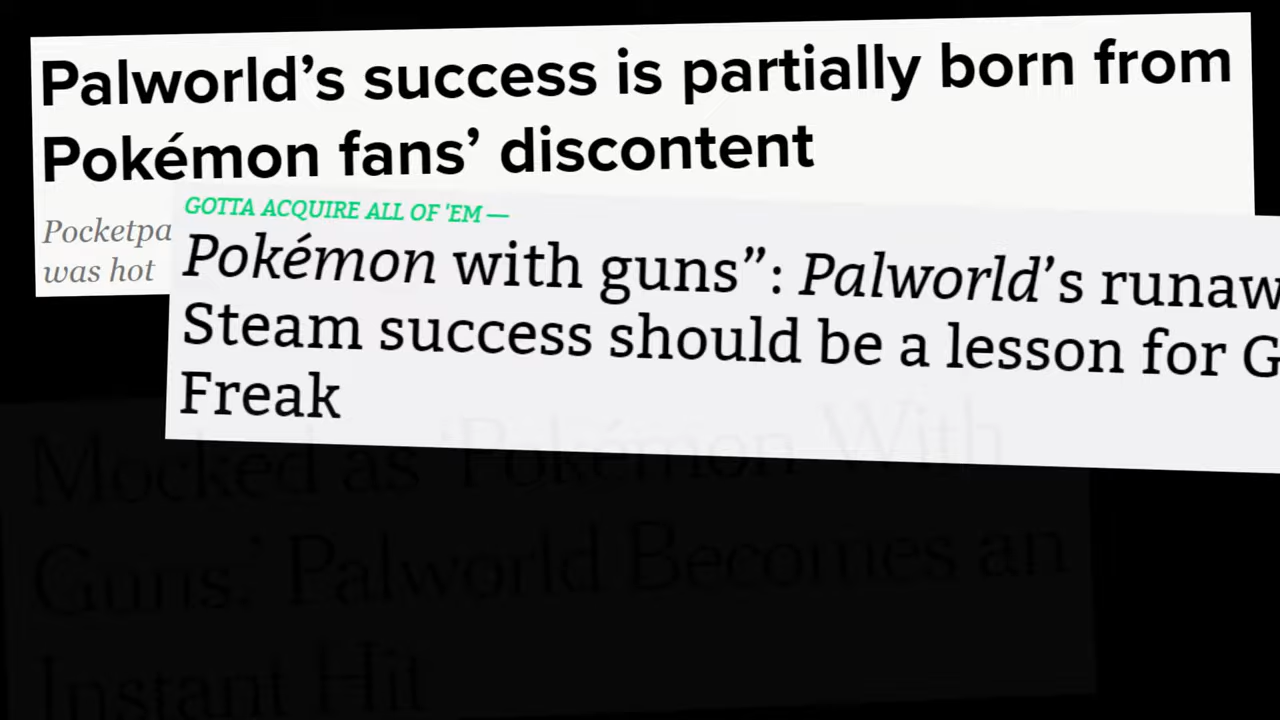 Palworld's success is partially born from
Pokémon fans' discontent
Pocketpa
was hot
GOTTA ACQUIRE ALL OF 'EM —
Pokémon with guns”: Palworld’s runaw
Steam success should be a lesson for G
Freak
Mocked as ‘Pokémon With
Guns,’ Palworld Becomes an
Instant Hit